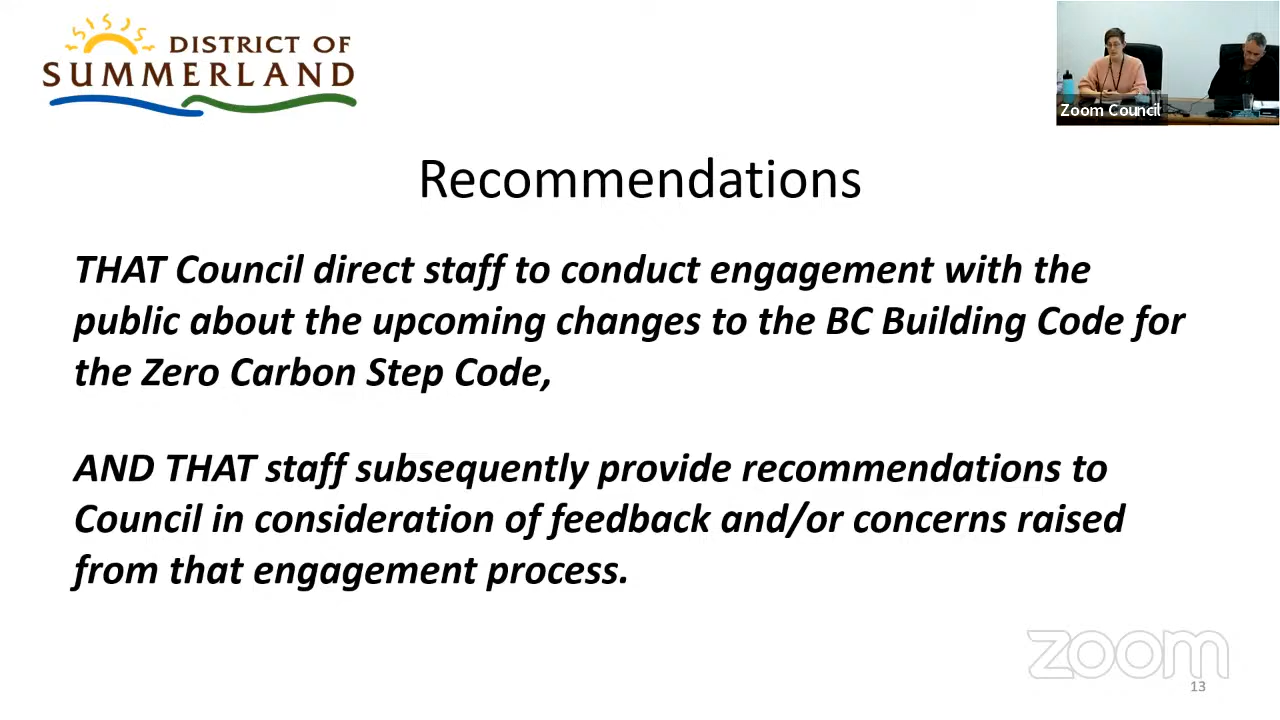 DISTRICT OF
SUMMERLAND
Zoom Council
Recommendations
THAT Council direct staff to conduct engagement with the
public about the upcoming changes to the BC Building Code for
the Zero Carbon Step Code,
AND THAT staff subsequently provide recommendations to
Council in consideration of feedback and/or concerns raised
from that engagement process.
zoom
13